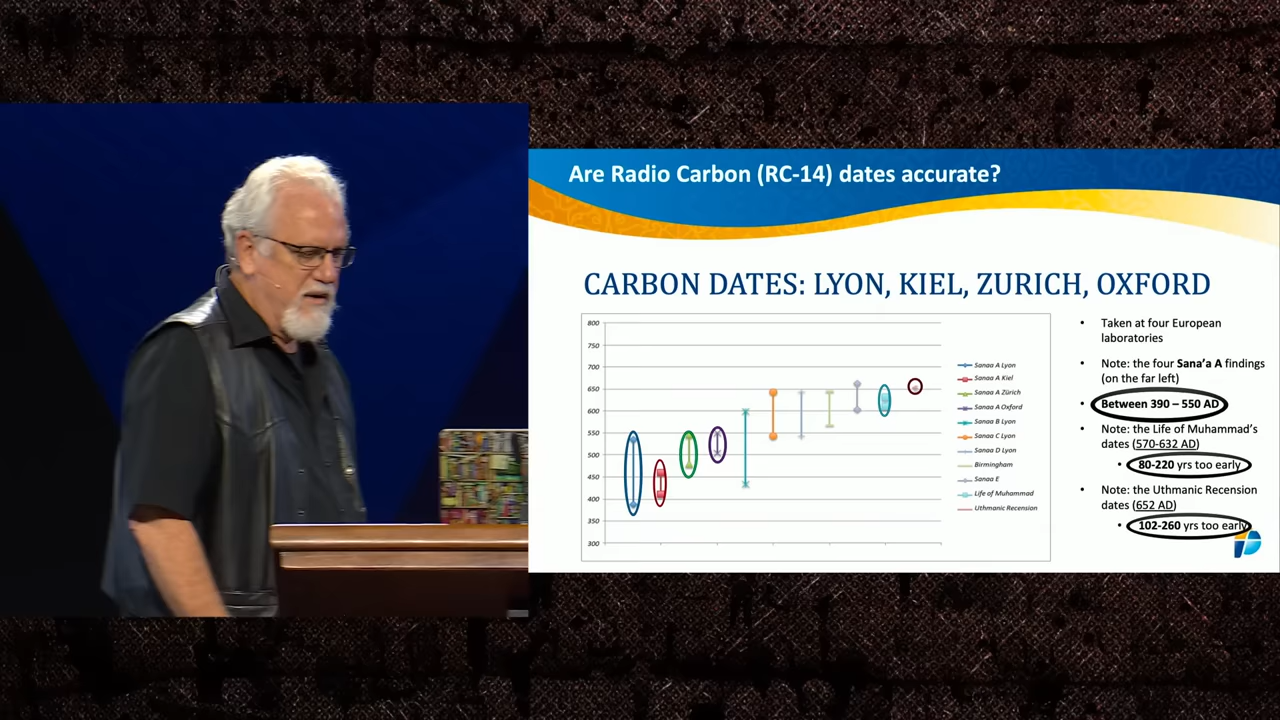 Are Radio Carbon (RC-14) dates accurate?
CARBON DATES: LYON, KIEL, ZURICH, OXFORD
800
750
700
650
600
550
500
450
400
350
300
Sanaa A Lyon
Sanaa A Kiel
Sanaa A Zürich
Sanaa A Oxford
Sanaa B Lyon
Sanaa C Lyon
Sanaa D Lyon
Birmingham
Sanaa E
Life of Muhammad
Uthmanic Recension
• Taken at four European
laboratories
• Note: the four Sana'a A findings
(on the far left)
• Between 390 – 550 AD
• Note: the Life of Muhammad's
dates (570-632 AD)
• 80-220 yrs too early
• Note: the Uthmanic Recension
dates (652 AD)
• 102-260 yrs too early